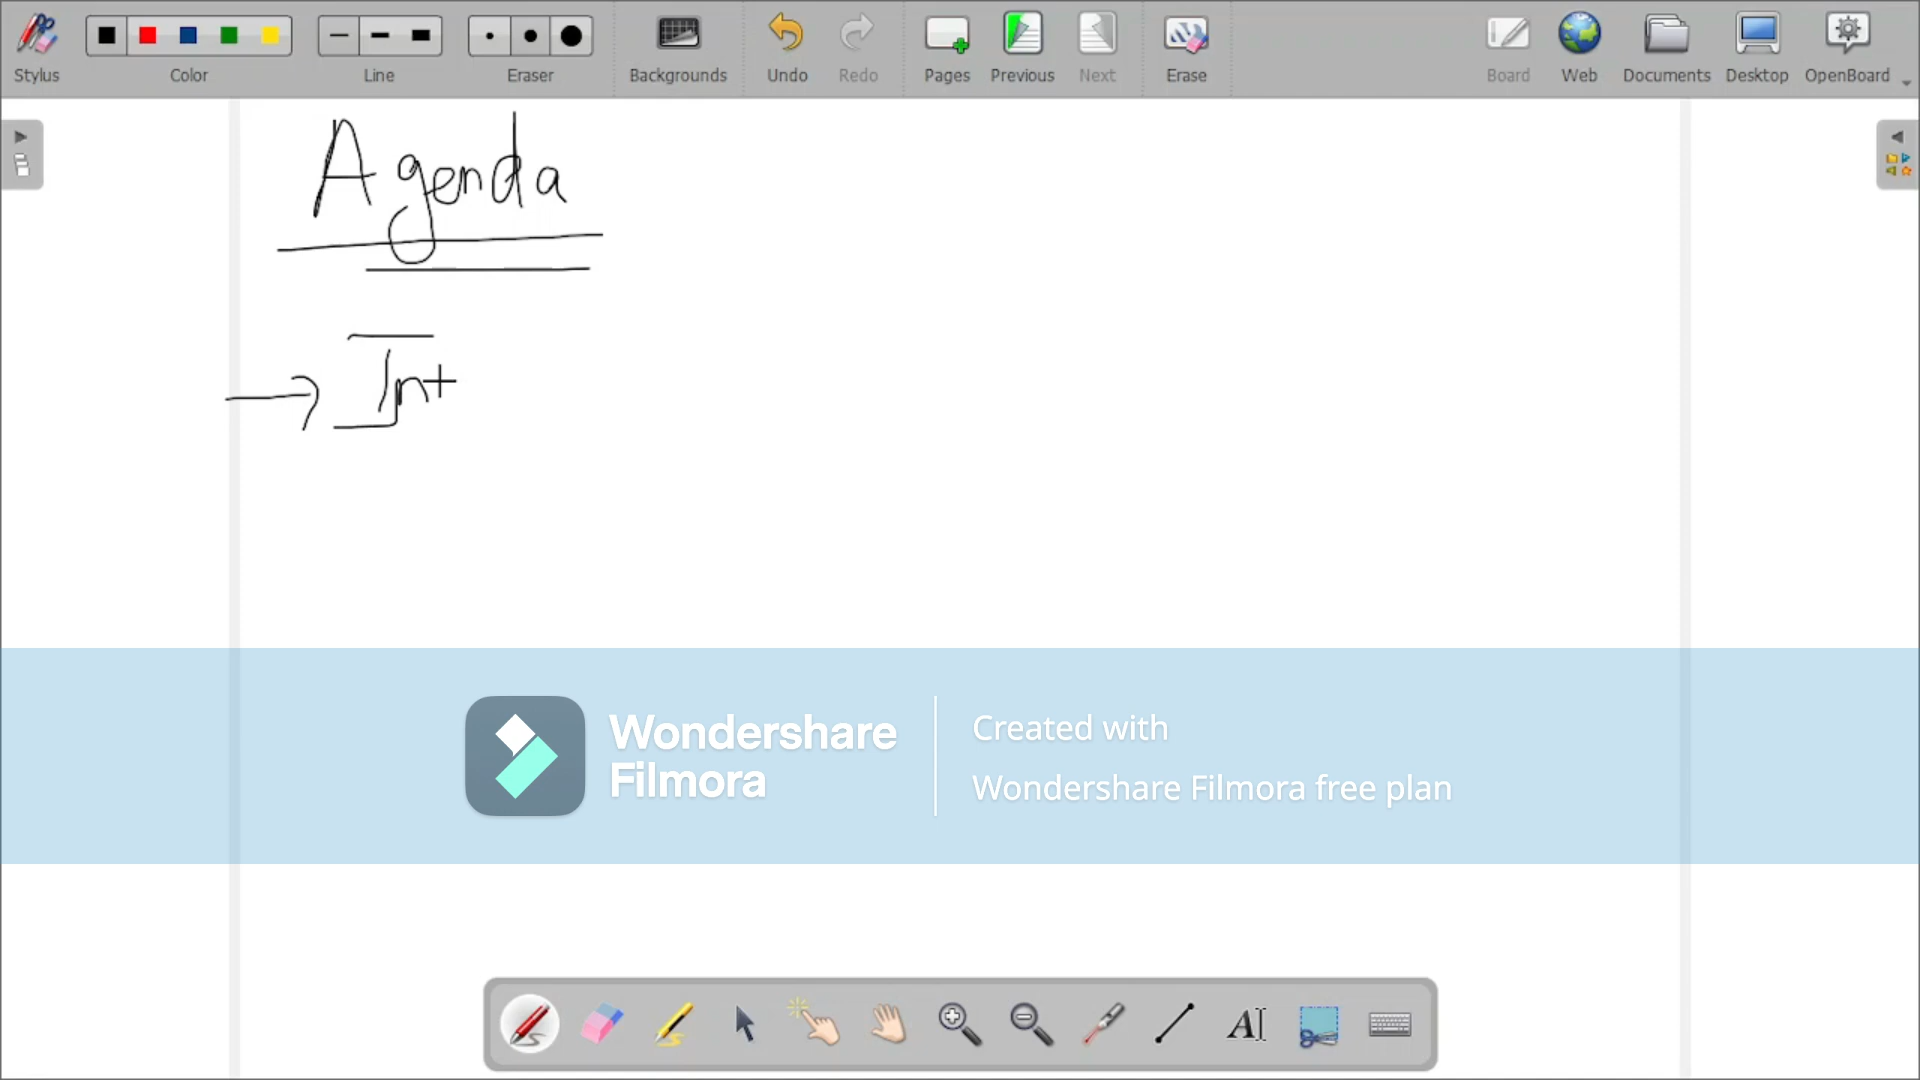 Stylus Color Line Eraser Backgrounds Undo Redo Pages Previous Next Erase Board Web Documents Desktop OpenBoard
Agenda
→ Int
Wondershare
Filmora
Created with
Wondershare Filmora free plan
AI